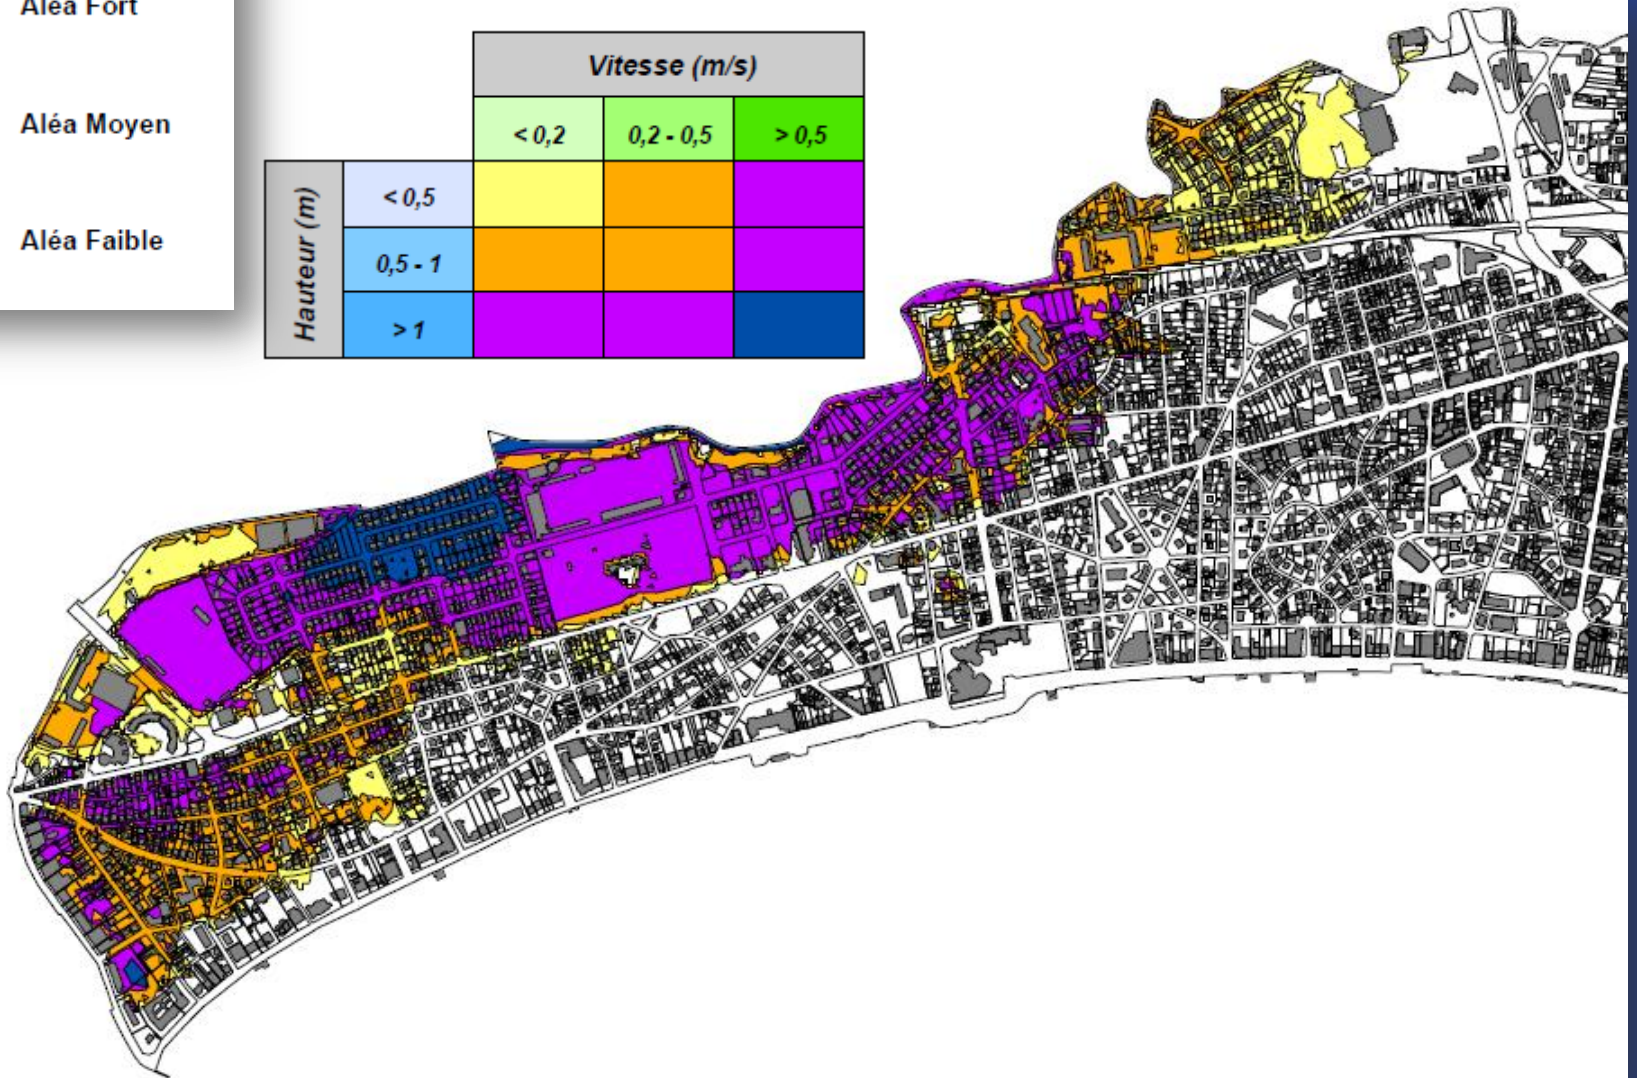 Aléa Fort
Aléa Moyen
Aléa Faible
Vitesse (m/s)
< 0,2
0,2 - 0,5
> 0,5
Hauteur (m)
< 0,5
0,5 - 1
> 1